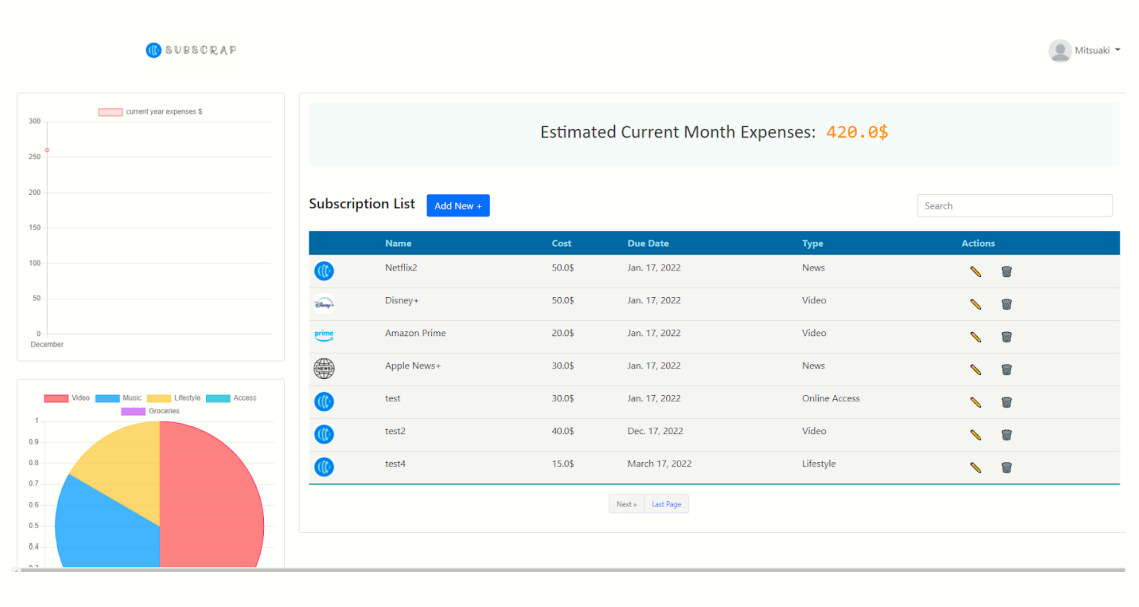 SUBSCRAP
Mitsuaki
current year expenses $
300
250
200
150
100
50
0
December
Video Music Lifestyle Access
Groceries
1
0.9
0.8
0.7
0.6
0.5
0.4
Estimated Current Month Expenses: 420.0$
Subscription List Add New + Search
Name Cost Due Date Type Actions
Netflix2 50.0$ Jan. 17, 2022 News
Disney+ Disney+ 50.0$ Jan. 17, 2022 Video
prime Amazon Prime 20.0$ Jan. 17, 2022 Video
NEWS Apple News+ 30.0$ Jan. 17, 2022 News
test 30.0$ Jan. 17, 2022 Online Access
test2 40.0$ Dec. 17, 2022 Video
test4 15.0$ March 17, 2022 Lifestyle
Next » Last Page